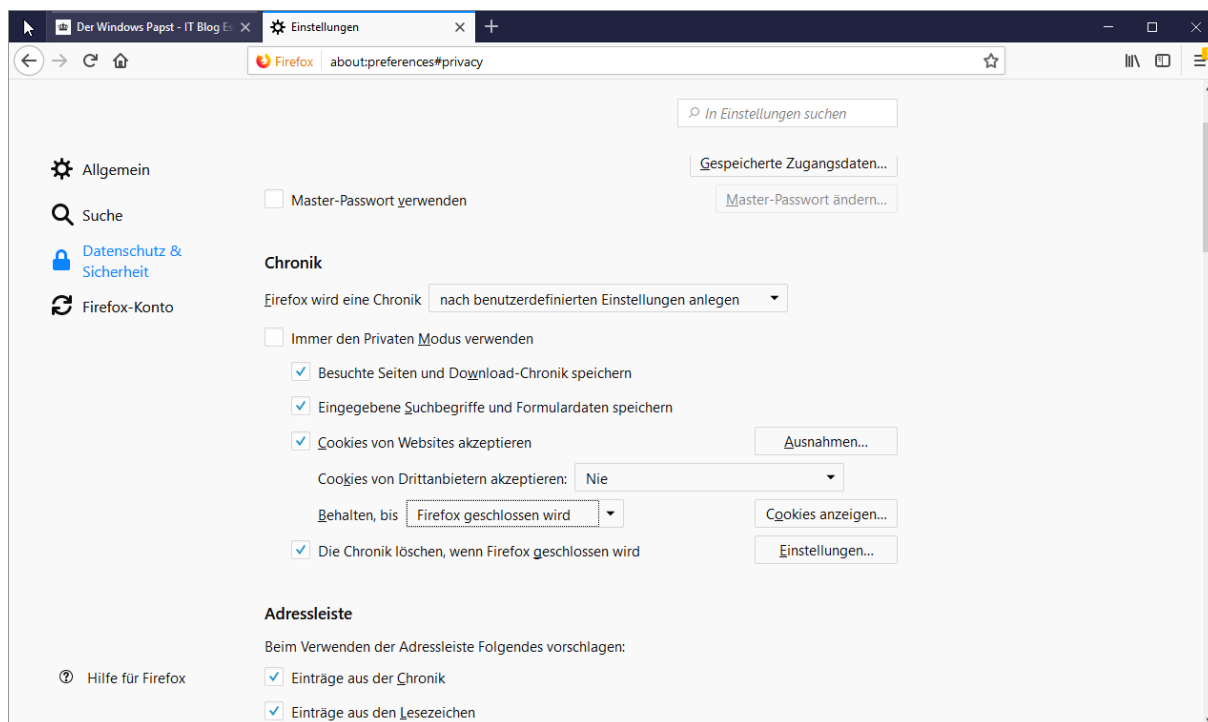 Der Windows Papst - IT Blog Es
Einstellungen
Firefox about:preferences#privacy
In Einstellungen suchen
Allgemein
Suche
Datenschutz &
Sicherheit
Firefox-Konto
Hilfe für Firefox
Gespeicherte Zugangsdaten...
Master-Passwort verwenden Master-Passwort ändern...
Chronik
Firefox wird eine Chronik nach benutzerdefinierten Einstellungen anlegen
Immer den Privaten Modus verwenden
Besuchte Seiten und Download-Chronik speichern
Eingegebene Suchbegriffe und Formulardaten speichern
Cookies von Websites akzeptieren Ausnahmen...
Cookies von Drittanbietern akzeptieren: Nie
Behalten, bis Firefox geschlossen wird Cookies anzeigen...
Die Chronik löschen, wenn Firefox geschlossen wird Einstellungen...
Adressleiste
Beim Verwenden der Adressleiste Folgendes vorschlagen:
Einträge aus der Chronik
Einträge aus den Lesezeichen